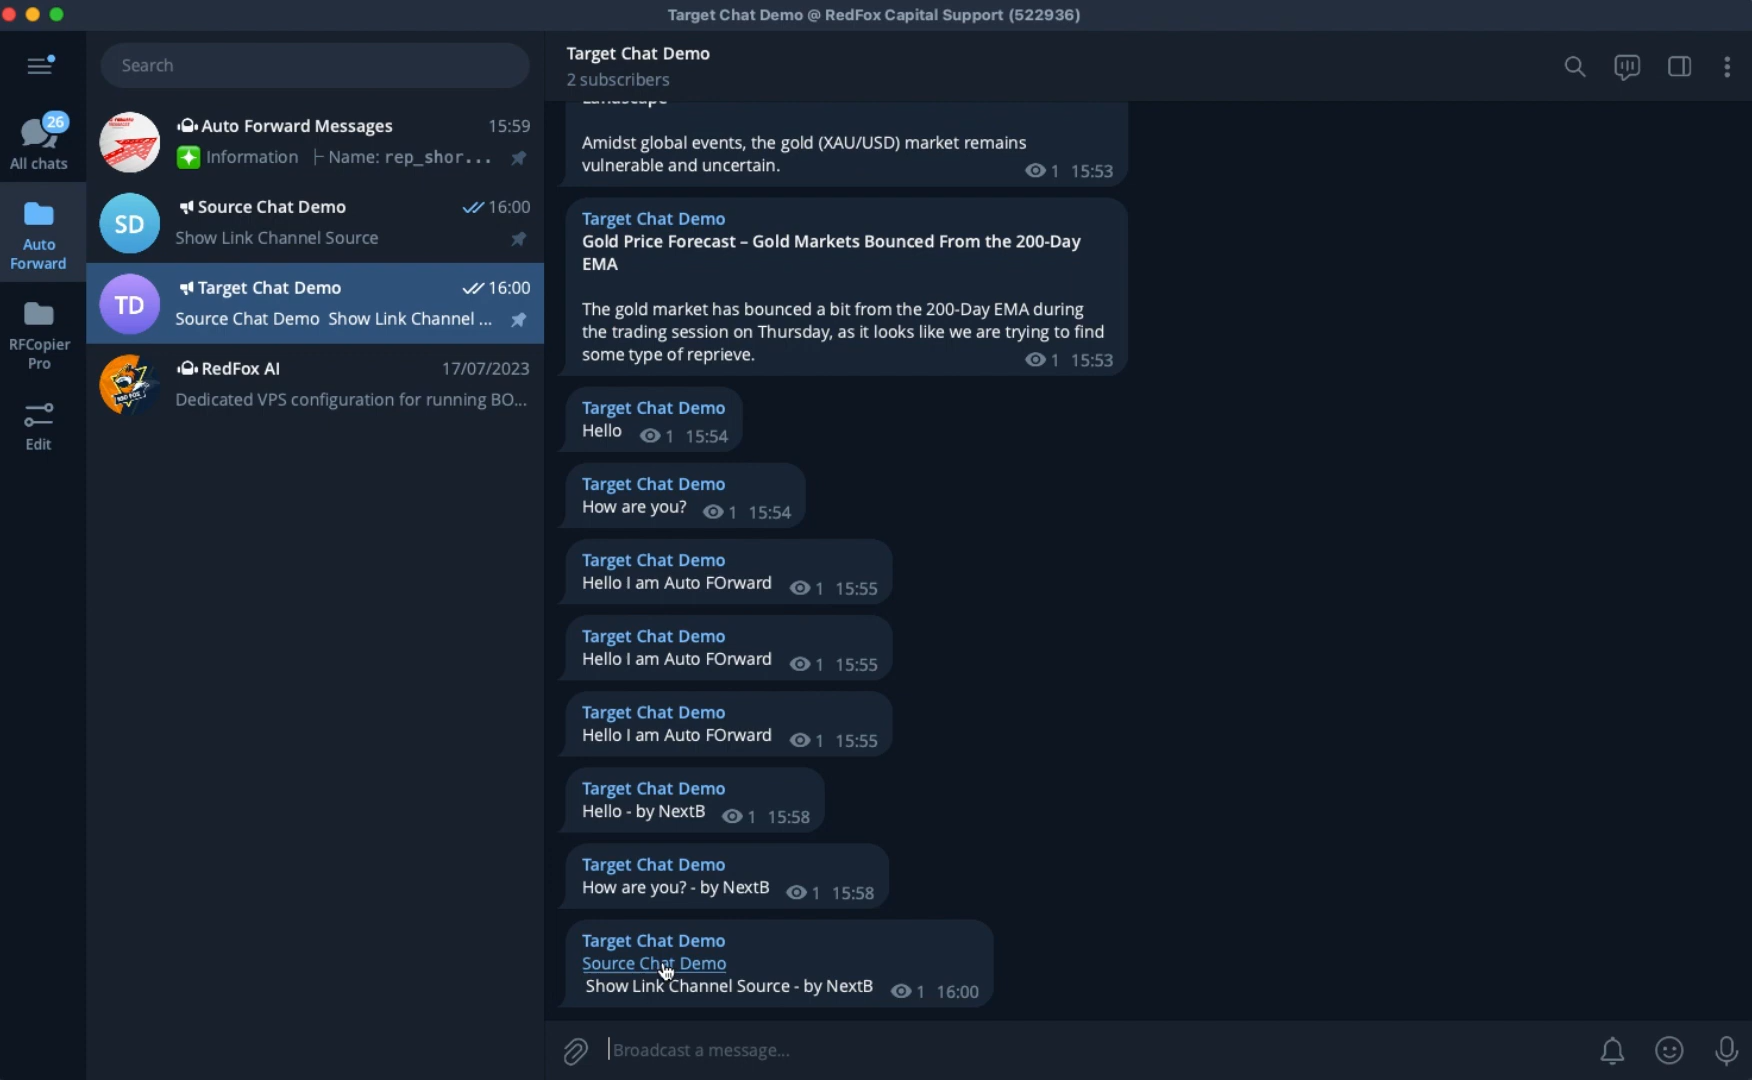 Target Chat Demo @ RedFox Capital Support (522936)
Search
26
All chats
Auto
Forward
RFCopier
Pro
Edit
Auto Forward Messages 15:59
Information ├ Name: rep_shor...
SD
Source Chat Demo 16:00
Show Link Channel Source
TD
Target Chat Demo 16:00
Source Chat Demo Show Link Channel ...
RedFox AI 17/07/2023
Dedicated VPS configuration for running BO...
Target Chat Demo
2 subscribers
Landscape
Amidst global events, the gold (XAU/USD) market remains
vulnerable and uncertain. 1 15:53
Target Chat Demo
Gold Price Forecast – Gold Markets Bounced From the 200-Day
EMA
The gold market has bounced a bit from the 200-Day EMA during
the trading session on Thursday, as it looks like we are trying to find
some type of reprieve. 1 15:53
Target Chat Demo
Hello 1 15:54
Target Chat Demo
How are you? 1 15:54
Target Chat Demo
Hello I am Auto FOrward 1 15:55
Target Chat Demo
Hello I am Auto FOrward 1 15:55
Target Chat Demo
Hello I am Auto FOrward 1 15:55
Target Chat Demo
Hello - by NextB 1 15:58
Target Chat Demo
How are you? - by NextB 1 15:58
Target Chat Demo
Source Chat Demo
Show Link Channel Source - by NextB 1 16:00
Broadcast a message...